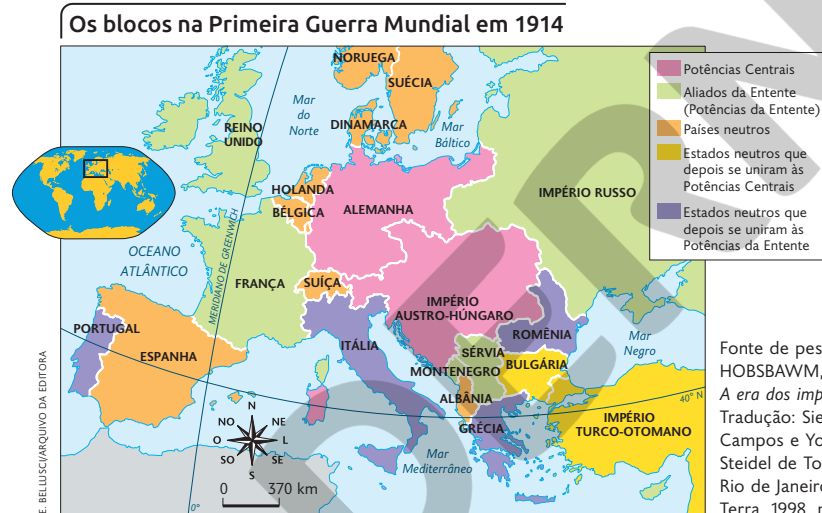 Os blocos na Primeira Guerra Mundial em 1914
NORUEGA
SUÉCIA
Mar
do
Norte
DINAMARCA
Mar
Báltico
REINO
UNIDO
HOLANDA
BÉLGICA
ALEMANHA
IMPÉRIO RUSSO
OCEANO
ATLÂNTICO
MERIDIANO DE GREENWICH
FRANÇA
SUÍÇA
IMPÉRIO
AUSTRO-HÚNGARO
PORTUGAL
ESPANHA
ITÁLIA
ROMÊNIA
SÉRVIA
MONTENEGRO
BULGÁRIA
Mar
Negro
ALBÂNIA
GRÉCIA
IMPÉRIO
TURCO-OTOMANO
40° N
Mar
Mediterrâneo
N
NO
NE
O
L
SO
SE
S
0 370 km
0°
Potências Centrais
Aliados da Entente
(Potências da Entente)
Países neutros
Estados neutros que
depois se uniram às
Potências Centrais
Estados neutros que
depois se uniram às
Potências da Entente
Fonte de pes
HOBSBAWM,
A era dos imp
Tradução: Sie
Campos e Yo
Steidel de To
Rio de Janeir
Terra, 1998.
E. BELLUSCI/ARQUIVO DA EDITORA